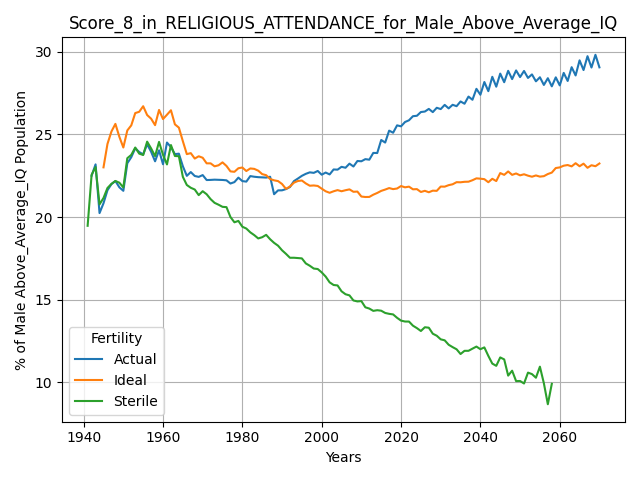 Score_8_in_RELIGIOUS_ATTENDANCE_for_Male_Above_Average_IQ
% of Male Above_Average_IQ Population
30
25
20
15
10
Fertility
Actual
Ideal
Sterile
1940 1960 1980 2000 2020 2040 2060
Years